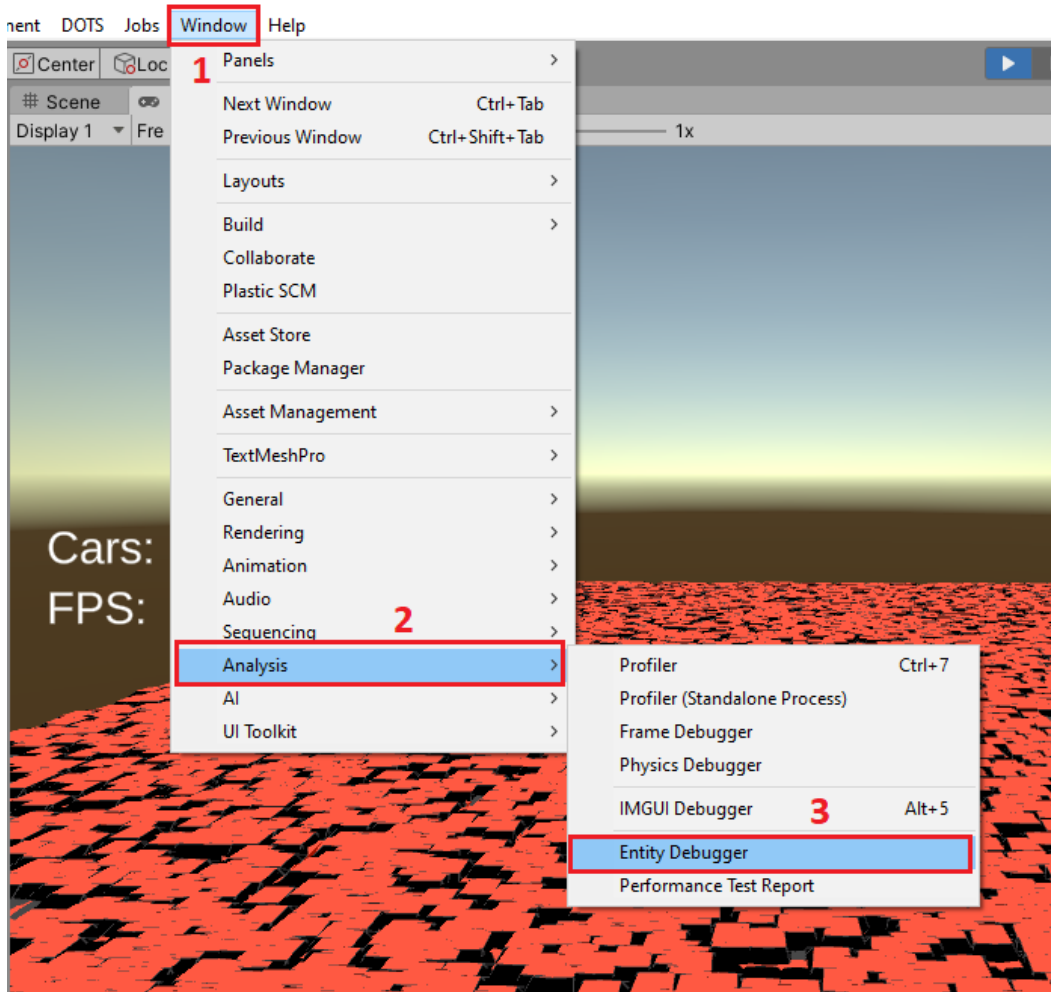 nent DOTS Jobs Window Help
Center Loc
1
Scene
Display 1 Fre
1x
Panels
Next Window Ctrl+Tab
Previous Window Ctrl+Shift+Tab
Layouts
Build
Collaborate
Plastic SCM
Asset Store
Package Manager
Asset Management
TextMeshPro
General
Rendering
Animation
Audio
Sequencing
2
Analysis
AI
UI Toolkit
Cars:
FPS:
Profiler Ctrl+7
Profiler (Standalone Process)
Frame Debugger
Physics Debugger
IMGUI Debugger Alt+5
3
Entity Debugger
Performance Test Report